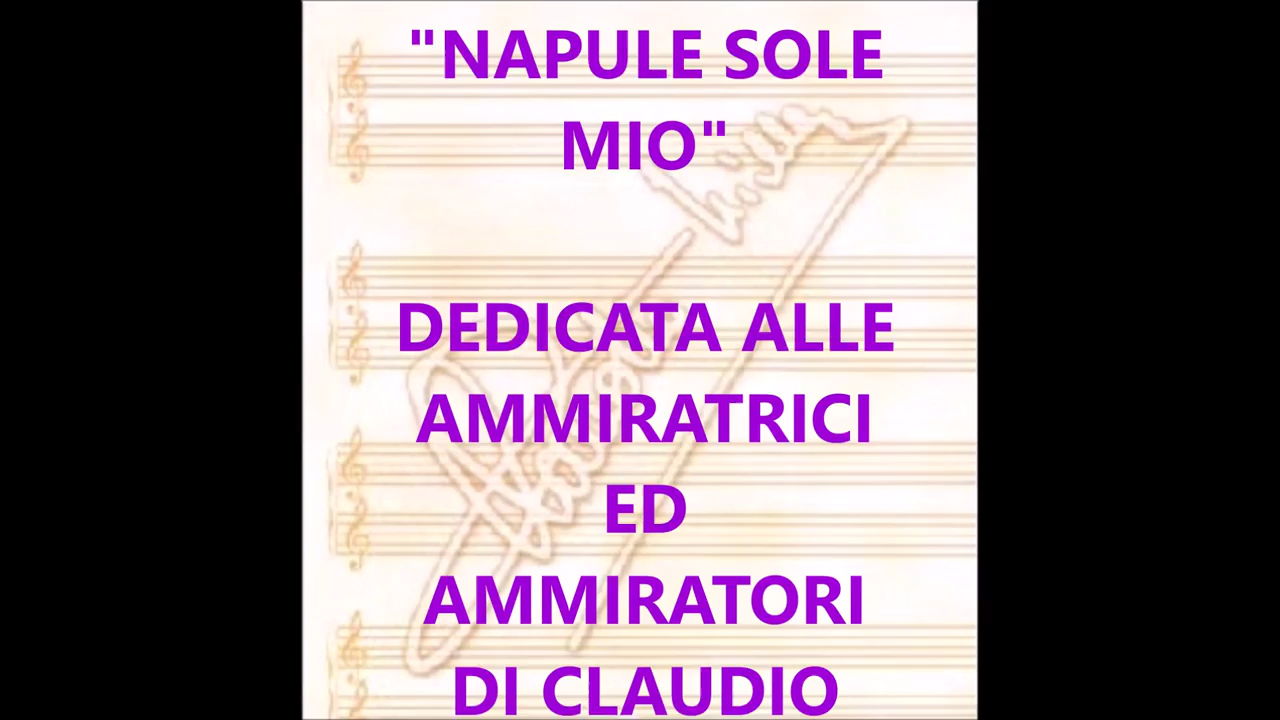 "NAPULE SOLE
MIO"
DEDICATA ALLE
AMMIRATRICI
ED
AMMIRATORI
DI CLAUDIO